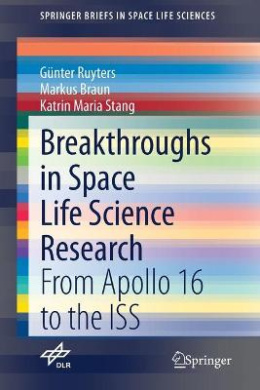 SPRINGER BRIEFS IN SPACE LIFE SCIENCES
Günter Ruyters
Markus Braun
Katrin Maria Stang
Breakthroughs
in Space
Life Science
Research
From Apollo 16
to the ISS
DLR
Springer